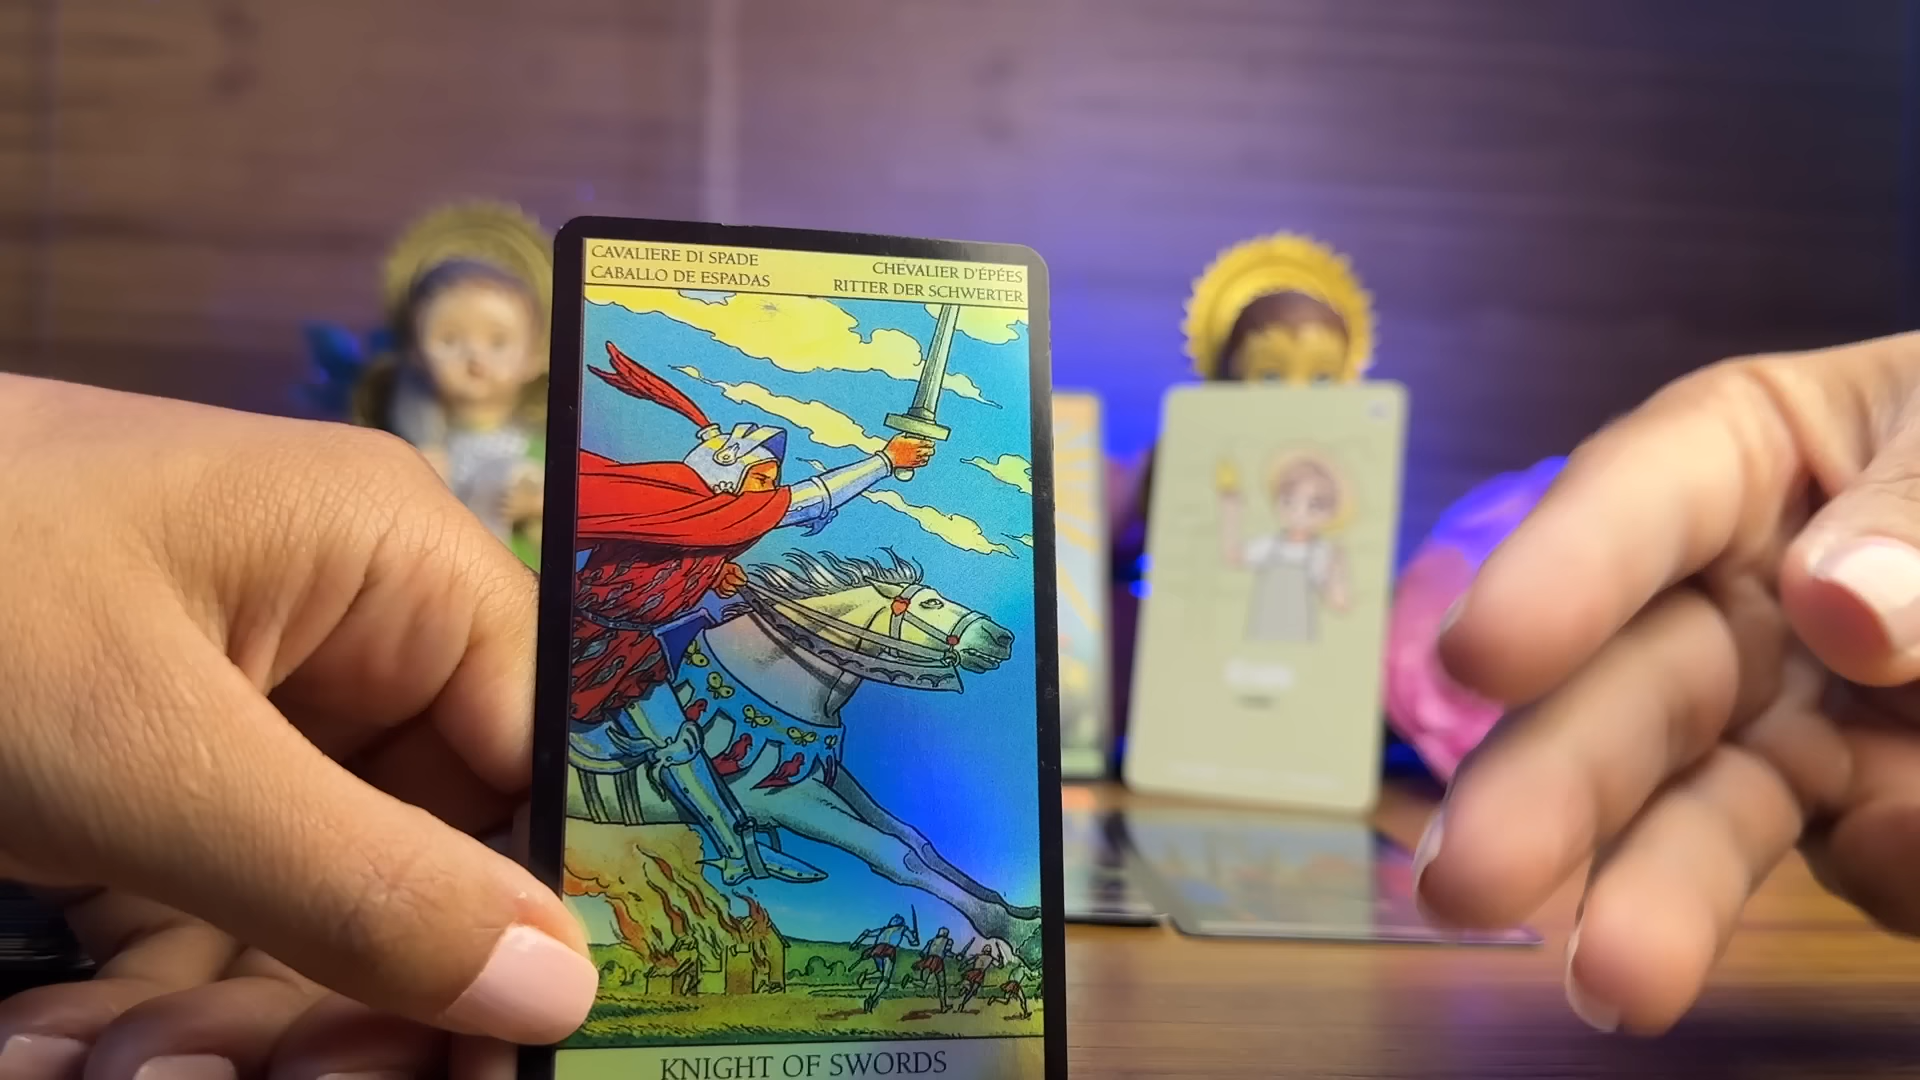 CAVALIERE DI SPADE
CABALLO DE ESPADAS
CHEVALIER D'ÉPÉES
RITTER DER SCHWERTER
KNIGHT OF SWORDS